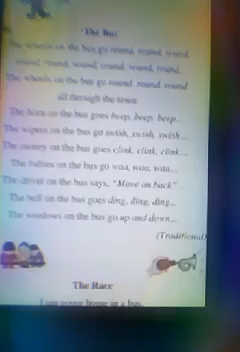 The Bus
The wheels on the bus go round, round, round,
round, round, round, round, round, round.
The wheels on the bus go round, round, round
all through the town
The horn on the bus goes beep, beep, beep...
The wipers on the bus go swish, swish, swish...
The money on the bus goes clink, clink, clink...
The babies on the bus go waa, waa, waa...
The driver on the bus says, "Move on back"
The bell on the bus goes ding, ding, ding...
The windows on the bus go up and down...
(Traditional)
The Race
I am going home in a bus,